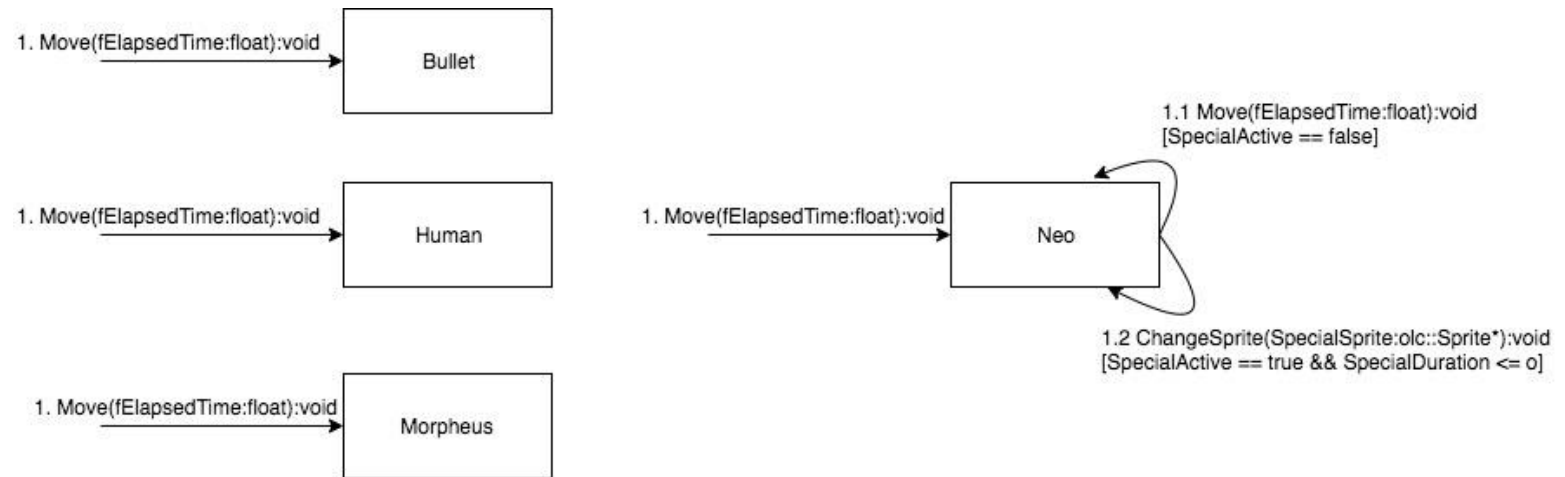 1. Move(fElapsedTime:float):void
Bullet
1. Move(fElapsedTime:float):void
Human
1. Move(fElapsedTime:float):void
Morpheus
1. Move(fElapsedTime:float):void
Neo
1.1 Move(fElapsedTime:float):void
[SpecialActive == false]
1.2 ChangeSprite(SpecialSprite:olc::Sprite*):void
[SpecialActive == true && SpecialDuration <= o]